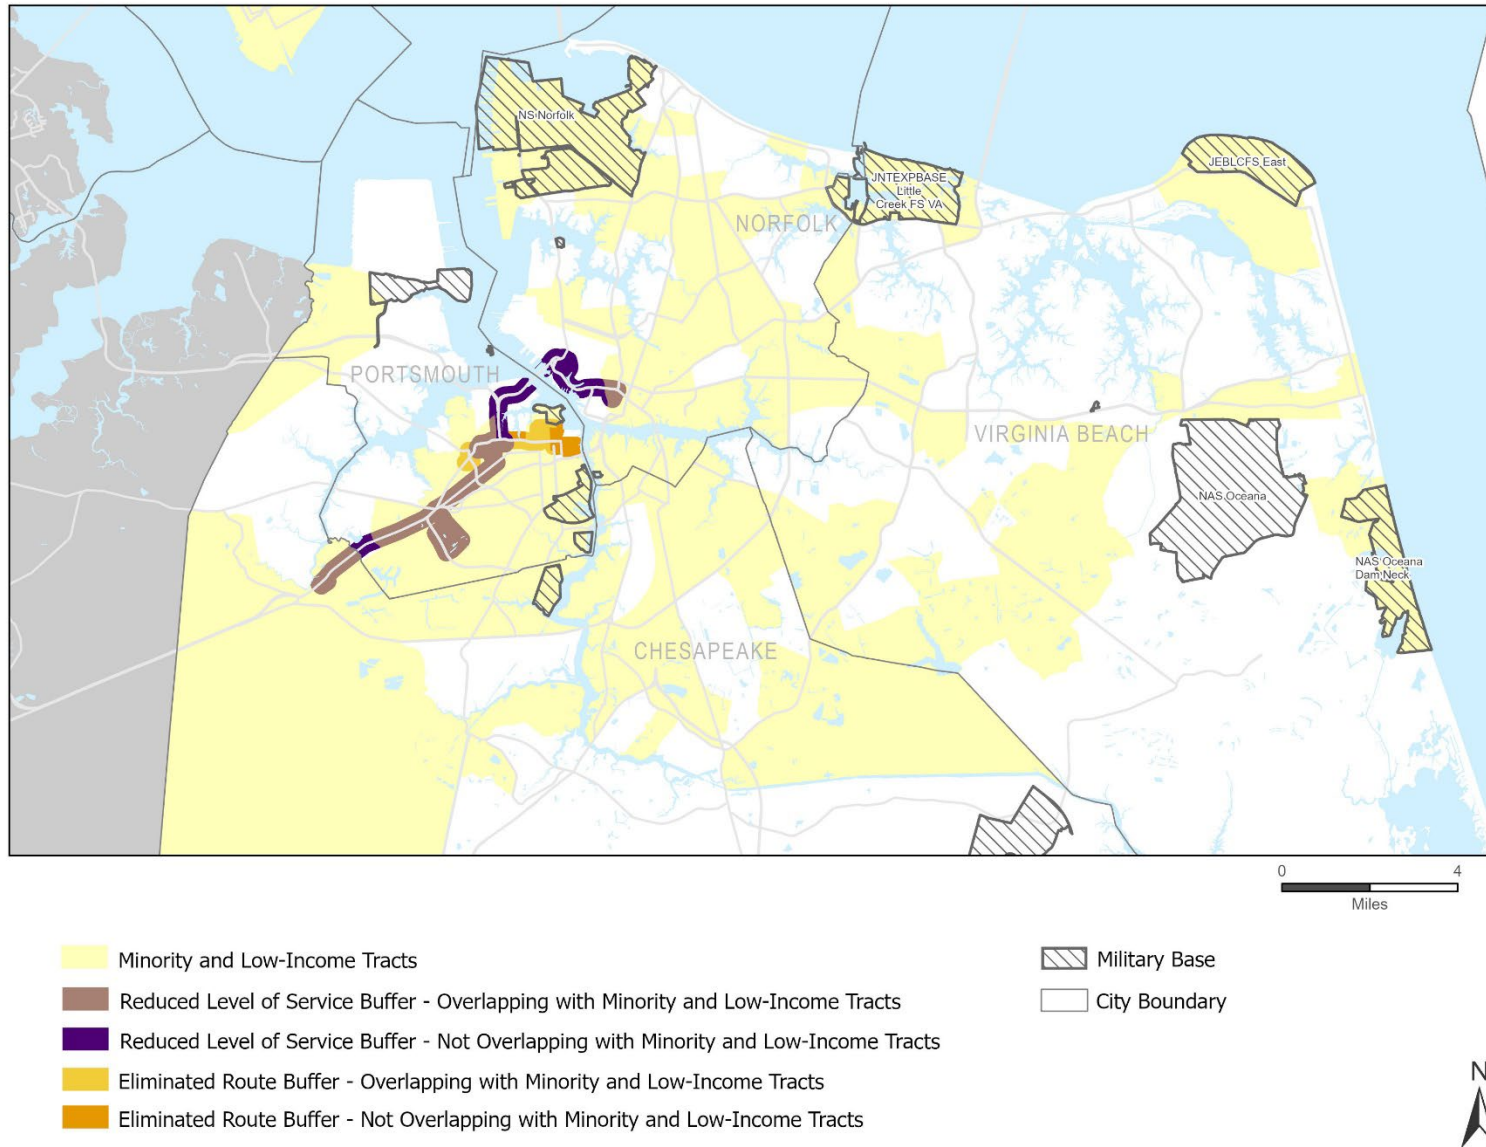 NS Norfolk
JNTEXPBASE
Little
Creek FS VA
JEBLCFS East
NORFOLK
PORTSMOUTH
VIRGINIA BEACH
NAS Oceana
NAS Oceana
Dam Neck
CHESAPEAKE
0 4
Miles
Minority and Low-Income Tracts
Reduced Level of Service Buffer - Overlapping with Minority and Low-Income Tracts
Reduced Level of Service Buffer - Not Overlapping with Minority and Low-Income Tracts
Eliminated Route Buffer - Overlapping with Minority and Low-Income Tracts
Eliminated Route Buffer - Not Overlapping with Minority and Low-Income Tracts
Military Base
City Boundary
N